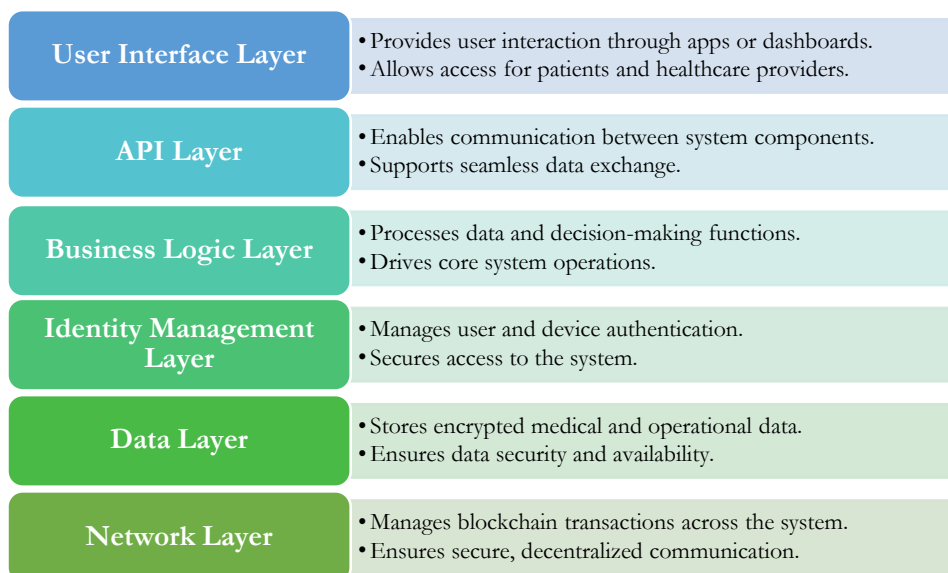 User Interface Layer
• Provides user interaction through apps or dashboards.
• Allows access for patients and healthcare providers.
API Layer
• Enables communication between system components.
• Supports seamless data exchange.
Business Logic Layer
• Processes data and decision-making functions.
• Drives core system operations.
Identity Management
Layer
• Manages user and device authentication.
• Secures access to the system.
Data Layer
• Stores encrypted medical and operational data.
• Ensures data security and availability.
Network Layer
• Manages blockchain transactions across the system.
• Ensures secure, decentralized communication.